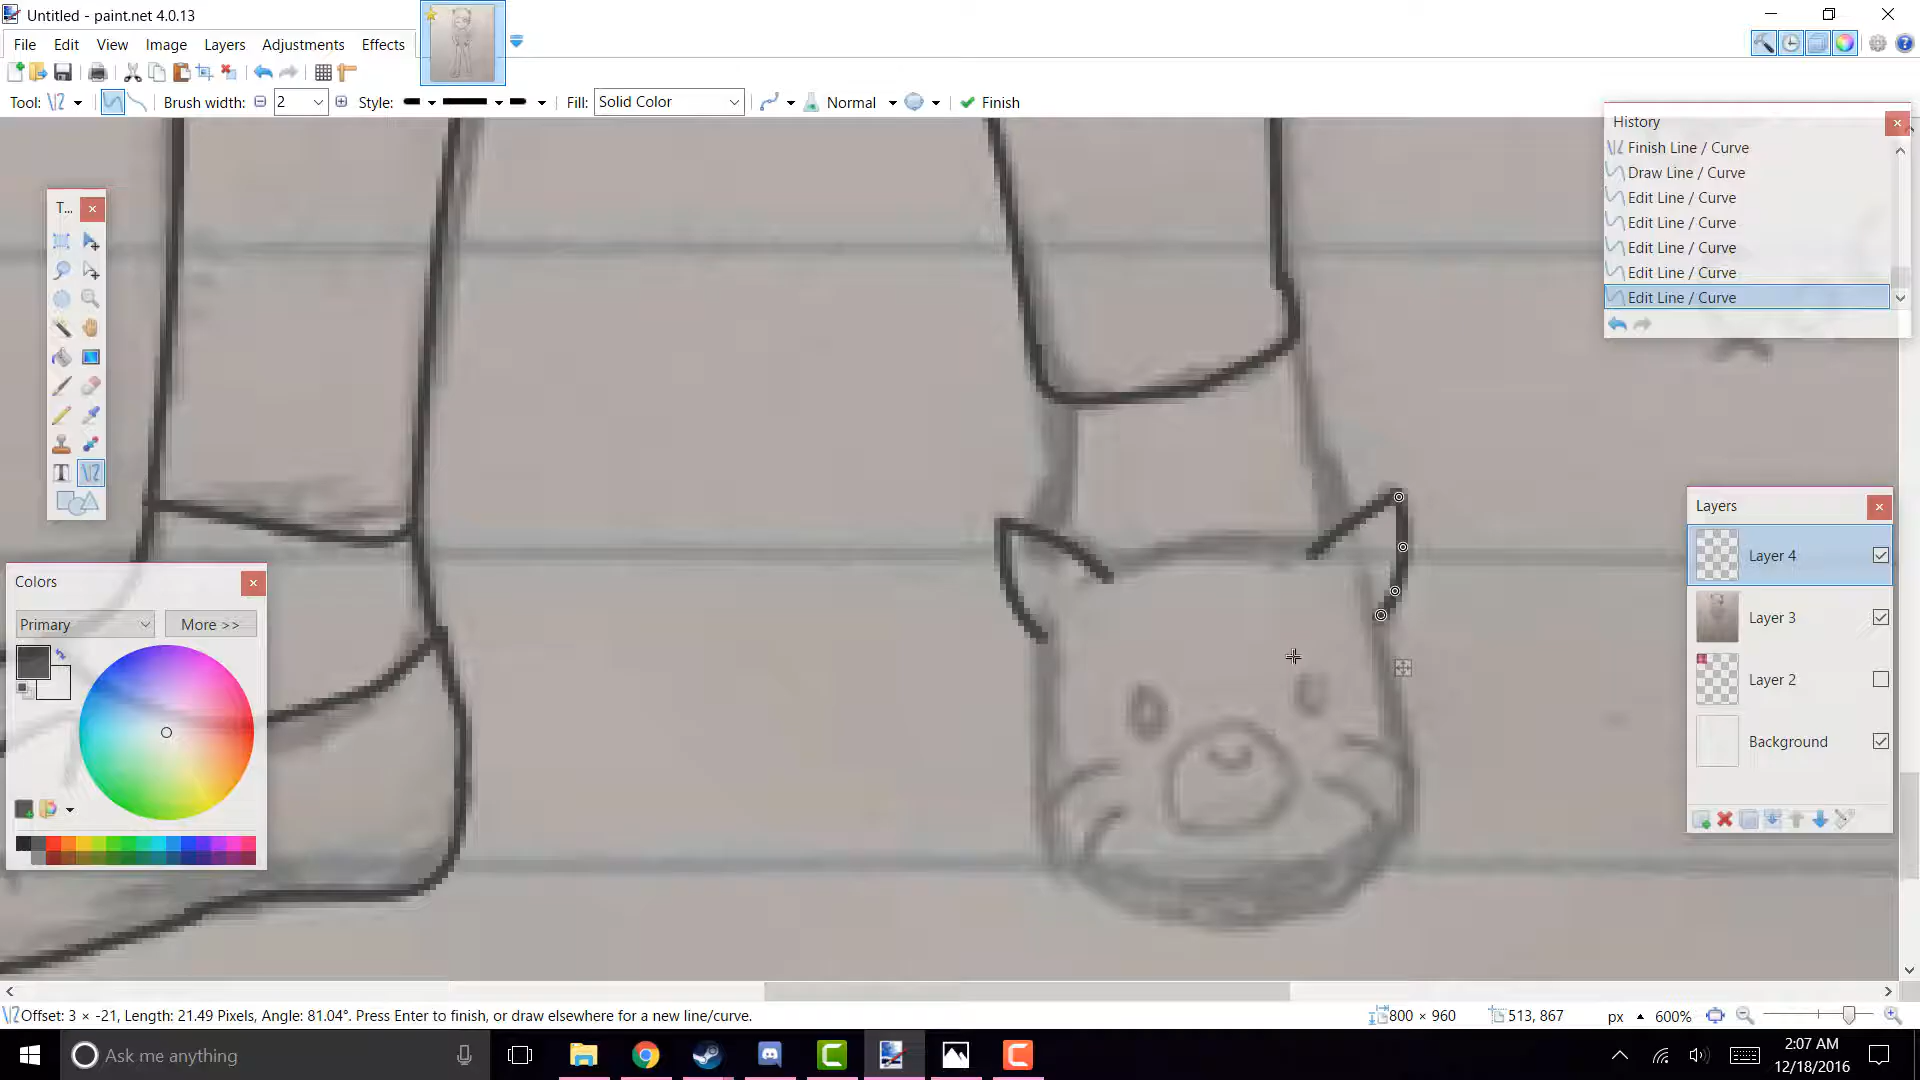 Untitled - paint.net 4.0.13
File Edit View Image Layers Adjustments Effects
Tool: Brush width: 2 Style: Fill: Solid Color Normal Finish
History
Finish Line / Curve
Draw Line / Curve
Edit Line / Curve
Edit Line / Curve
Edit Line / Curve
Edit Line / Curve
Edit Line / Curve
T...
Colors
Primary More >>
Layers
Layer 4
Layer 3
Layer 2
Background
Offset: 3 × -21, Length: 21.49 Pixels, Angle: 81.04°. Press Enter to finish, or draw elsewhere for a new line/curve.
800 × 960 513, 867 px 600%
Ask me anything
2:07 AM
12/18/2016